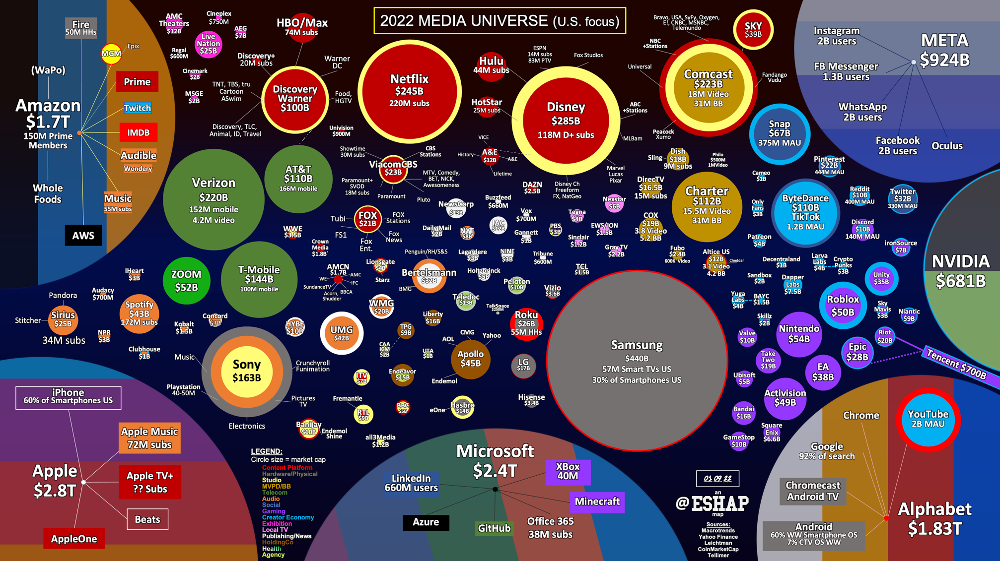 2022 MEDIA UNIVERSE (U.S. focus)
Fire
50M HHs
MGM
Epix
(WaPo)
Prime
Amazon
$1.7T
150M Prime
Members
Twitch
IMDB
Audible
Wondery
Whole
Foods
Music
55M subs
AWS
AMC
Theaters
$12B
Cineplex
$750M
Live
Nation
$25B
AEG
$7B
Regal
$600M
Cinemark
$2B
MSGE
$2B
HBO/Max
74M subs
Discovery+
20M subs
Warner
DC
TNT, TBS, tru
Cartoon
ASwim
Discovery
Warner
$100B
Food,
HGTV
Discovery, TLC,
Animal, ID, Travel
Netflix
$245B
220M subs
Univision
$900M
Hulu
44M subs
HotStar
25M subs
ESPN
14M subs
83M PTV
Fox Studios
Disney
$285B
118M D+ subs
ABC
+Stations
MLBam
Marvel
Lucas
Pixar
Disney Ch
Freeform
FX, NatGeo
VICE
History
A&E
$12B
A&E
Lifetime
Bravo, USA, SyFy, Oxygen,
E!, CNBC, MSNBC,
Telemundo
NBC
+Stations
Universal
Comcast
$223B
18M Video
31M BB
Fandango
Vudu
Peacock
Xumo
SKY
$39B
Snap
$67B
375M MAU
Instagram
2B users
META
$924B
FB Messenger
1.3B users
WhatsApp
2B users
Facebook
2B users
Oculus
Verizon
$220B
152M mobile
4.2M video
AT&T
$110B
166M mobile
Showtime
30M subs
CBS
Stations
ViacomCBS
$23B
Paramount+
SVOD
18M subs
MTV, Comedy,
BET, NICK,
Awesomeness
Paramount
Pluto
Dish
$18B
9M subs
Sling
Philo
$500M
1MVideo
DirecTV
$16.5B
15M subs
Charter
$112B
15.5M Video
31M BB
COX
$19B
3.8 Video
5.2 BB
Fubo
$2.4B
600K Video
Altice US
$12B
3.1 Video
4.2 BB
Cheddar
Pinterest
$22B
444M MAU
Cameo
$1B
Only
Fans
$3B
ByteDance
$110B
TikTok
1.2B MAU
Reddit
$10B
400M MAU
Twitter
$32B
330M MAU
Discord
$10B
140M MAU
Patreon
$4B
ironSource
$7B
NVIDIA
$681B
DAZN
$2.5B
Buzzfeed
$660M
NewsCorp
$13B
Vox
$700M
IAC
$12B
Daily Mail
$2B
NYT
$8B
Gannett
$1B
PBS
$3B
Tegna
$4B
Nexstar
$6B
EWS/ION
$1.5B
Sinclair
$1.2B
Gray TV
$2.2B
Lagardere
$3B
NINE
$3B
Tribune
$600M
TCL
$1.5B
FOX
$21B
Tubi
FOX
Stations
FS1
Fox
News
Fox
Ent.
WWE
$3.5B
Crown
Media
$1.8B`
Lionsgate
$4B
Starz
AMCN
$1.7B
WE
AMC
IFC
SundanceTV
BBCA
Acorn,
Shudder
Penguin/RH/S&S
Bertelsmann
$32B
BMG
Holtzbrinck
$5B
Peloton
$10B
Teledoc
$13B
TalkSpace
$250M
Vizio
$3.6B
ZOOM
$52B
T-Mobile
$144B
100M mobile
IHeart
$3B
Audacy
$700M
Pandora
Stitcher
Sirius
$25B
34M subs
Spotify
$43B
172M subs
NPR
$3B
Kobalt
$1.5B
Concord
$3B
Clubhouse
$1B
HYBE
$10B
UMG
$42B
WMG
$20B
Liberty
$16B
TPG
$9B
CAA
ICM
$2B
UTA
$1B
CMG
AOL
Yahoo
Apollo
$45B
Endemol
Endeavor
$15B
Roku
$26B
55M HHs
LG
$17B
Hisense
$3.4B
Samsung
$440B
57M Smart TVs US
30% of Smartphones US
Decentraland
$1B
Larva
Labs
$4B
Crypto
Punks
$3B
Sandbox
$2B
Dapper
Labs
$7.5B
Yuga
Labs
$4B
BAYC
$1.5B
Skillz
$2B
Unity
$35B
Roblox
$50B
Sky
Mavis
$3B
Niantic
$9B
Valve
$10B
Nintendo
$54B
Riot
$20B
Epic
$28B
Tencent $700B
Take
Two
$19B
EA
$38B
Ubisoft
$5B
Activision
$49B
Bandai
$16B
Square
Enix
$6.6B
GameStop
$10B
Music
Sony
$163B
Crunchyroll
Funimation
Playstation
40-50M
Pictures
TV
Electronics
ITV
$7B
Fremantle
RTL
$9B
BBC
$5B
eOne
Hasbro
$14B
Banijay
$10B
Endemol
Shine
all3Media
$1.2B
iPhone
60% of Smartphones US
Apple Music
72M subs
Apple
$2.8T
Apple TV+
?? Subs
Beats
AppleOne
LEGEND:
Circle size = market cap
Content Platform
Hardware/Physical
Studio
MVPD/BB
Telecom
Audio
Social
Gaming
Creator Economy
Exhibition
Local TV
Publishing/News
HoldingCo
Health
Agency
Microsoft
$2.4T
LinkedIn
660M users
XBox
40M
Minecraft
Azure
GitHub
Office 365
38M subs
01 09 22
an
@ESHAP
map
Sources:
Macrotrends
Yahoo Finance
Leichtman
CoinMarketCap
Tellimer
Chrome
YouTube
2B MAU
Google
92% of search
Chromecast
Android TV
Alphabet
$1.83T
Android
60% WW Smartphone OS
7% CTV OS WW